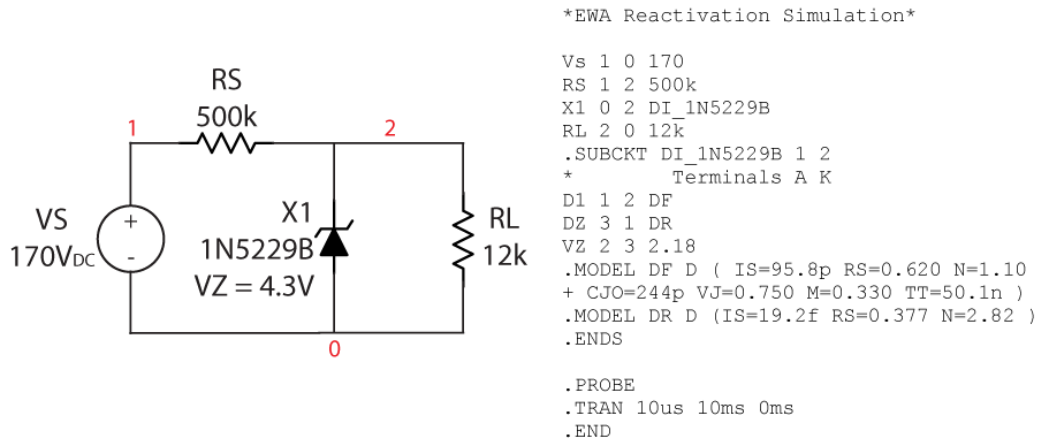 RS
500k
1
2
VS
+
-
170VDC
X1
1N5229B
VZ = 4.3V
RL
12k
0
*EWA Reactivation Simulation*
Vs 1 0 170
RS 1 2 500k
X1 0 2 DI_1N5229B
RL 2 0 12k
.SUBCKT DI_1N5229B 1 2
* Terminals A K
D1 1 2 DF
DZ 3 1 DR
VZ 2 3 2.18
.MODEL DF D ( IS=95.8p RS=0.620 N=1.10
+ CJO=244p VJ=0.750 M=0.330 TT=50.1n )
.MODEL DR D (IS=19.2f RS=0.377 N=2.82 )
.ENDS
.PROBE
.TRAN 10us 10ms 0ms
.END